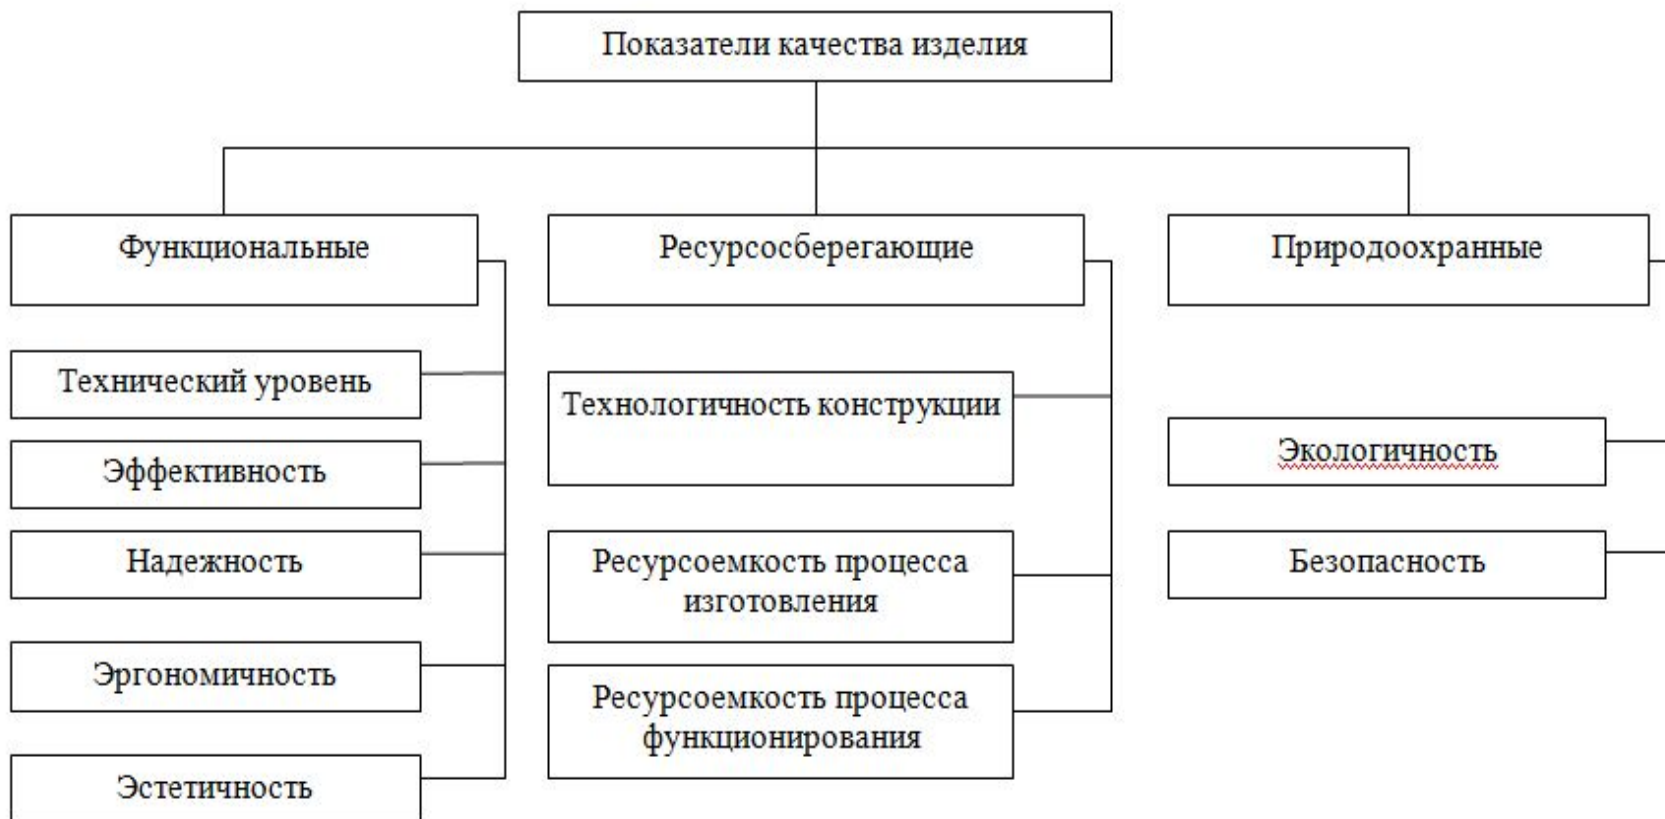 Показатели качества изделия
Функциональные
Ресурсосберегающие
Природоохранные
Технический уровень
Эффективность
Надежность
Эргономичность
Эстетичность
Технологичность конструкции
Ресурсоемкость процесса
изготовления
Ресурсоемкость процесса
функционирования
Экологичность
Безопасность